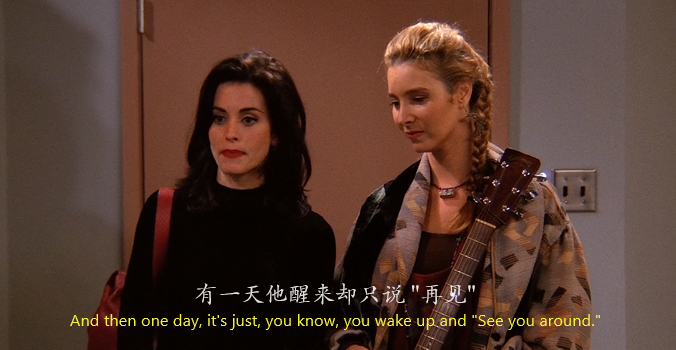 有一天他醒来却只说"再见"
And then one day, it's just, you know, you wake up and "See you around."